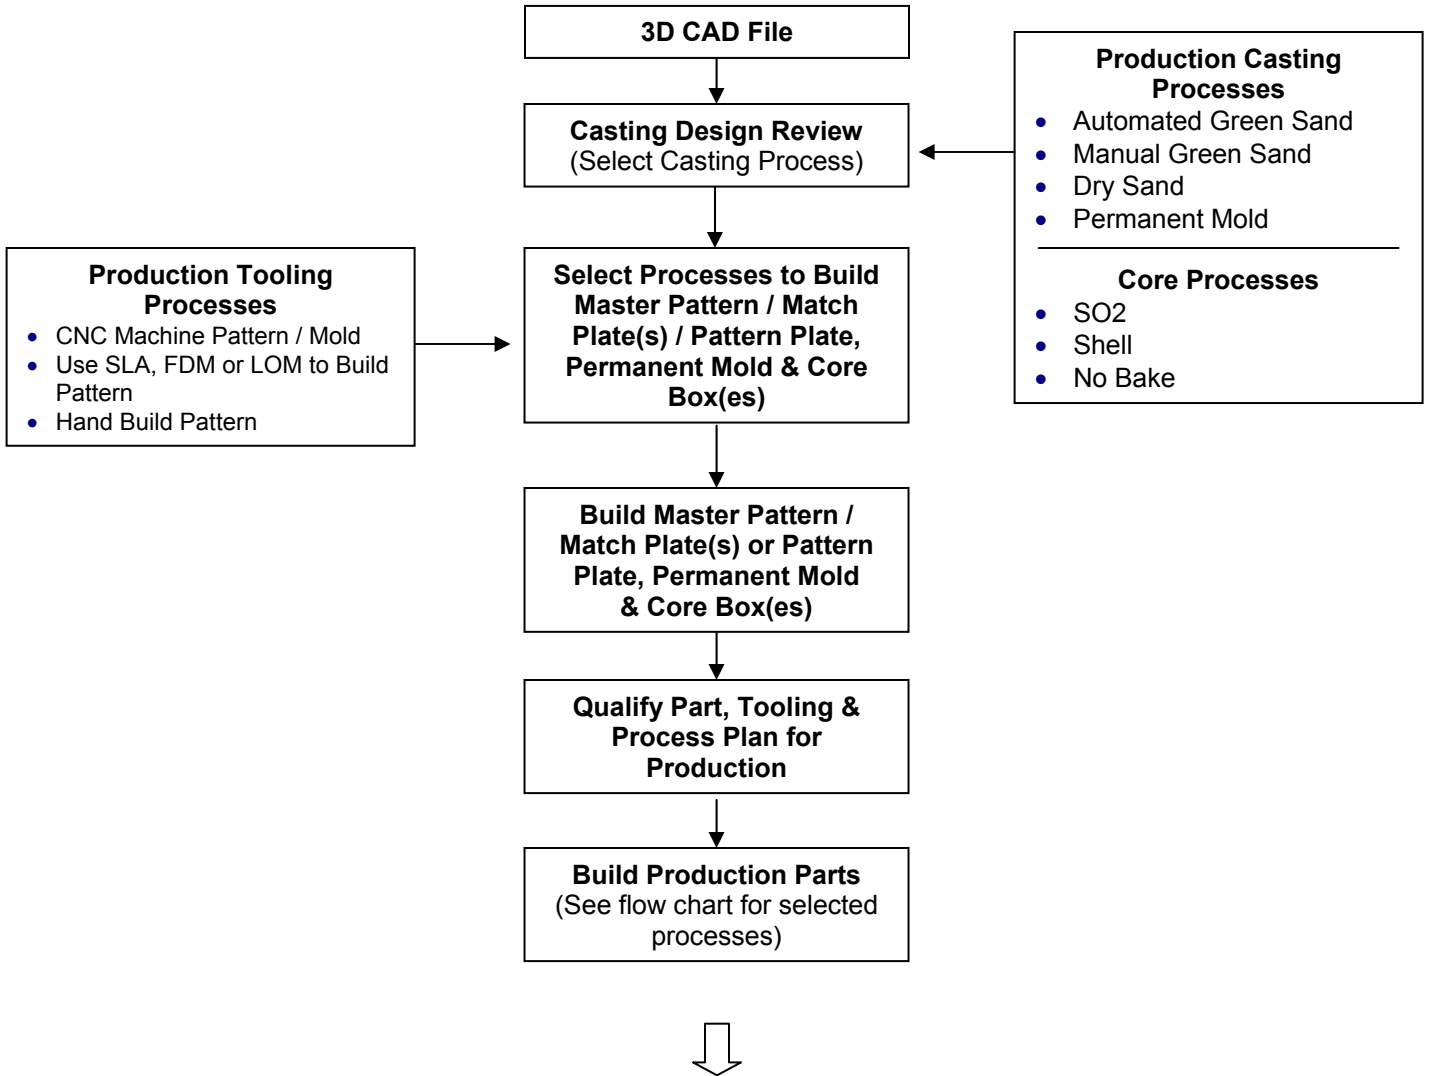 3D CAD File
Casting Design Review
(Select Casting Process)
Production Casting
Processes
• Automated Green Sand
• Manual Green Sand
• Dry Sand
• Permanent Mold
Core Processes
• SO2
• Shell
• No Bake
Production Tooling
Processes
• CNC Machine Pattern / Mold
• Use SLA, FDM or LOM to Build
Pattern
• Hand Build Pattern
Select Processes to Build
Master Pattern / Match
Plate(s) / Pattern Plate,
Permanent Mold & Core
Box(es)
Build Master Pattern /
Match Plate(s) or Pattern
Plate, Permanent Mold
& Core Box(es)
Qualify Part, Tooling &
Process Plan for
Production
Build Production Parts
(See flow chart for selected
processes)